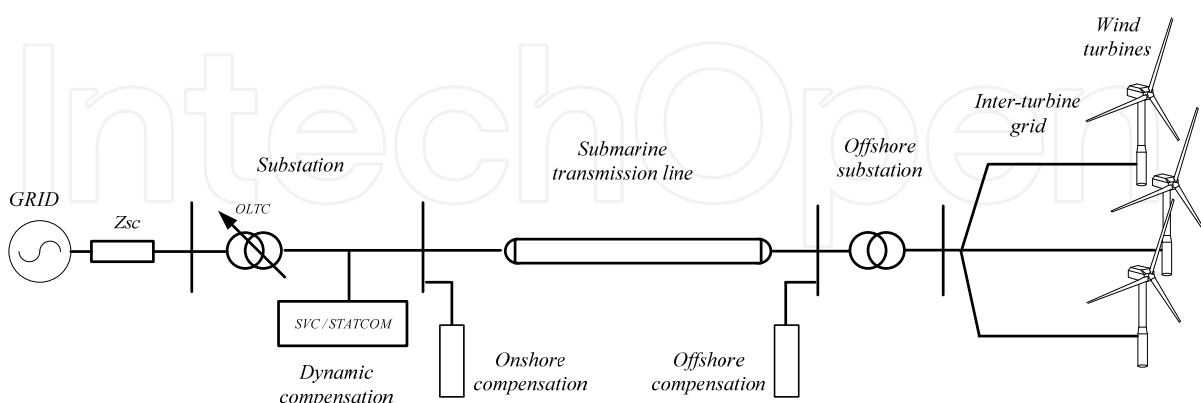 IntechOpen
Wind
turbines
Inter-turbine
grid
Offshore
substation
Submarine
transmission line
Substation
GRID
Zsc
OLTC
SVC / STATCOM
Dynamic
compensation
Onshore
compensation
Offshore
compensation